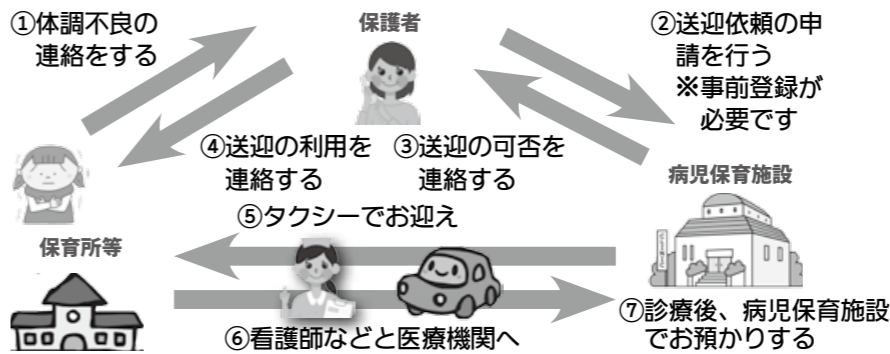 ①体調不良の
連絡をする
保護者
②送迎依頼の申
請を行う
※事前登録が
必要です
④送迎の利用を
連絡する
③送迎の可否を
連絡する
病児保育施設
⑤タクシーでお迎え
保育所等
CLINIC
⑥看護師などと医療機関へ
⑦診療後、病児保育施設
でお預かりする